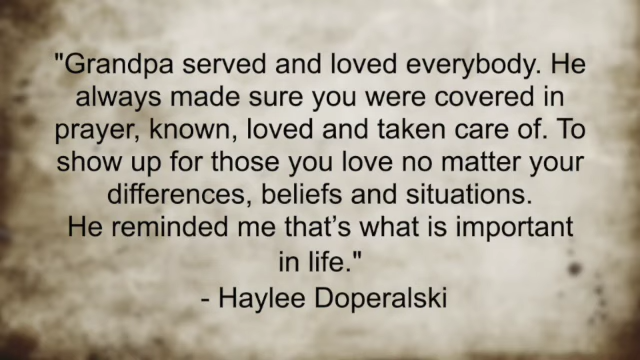 "Grandpa served and loved everybody. He
always made sure you were covered in
prayer, known, loved and taken care of. To
show up for those you love no matter your
differences, beliefs and situations.
He reminded me that’s what is important
in life."
- Haylee Doperalski